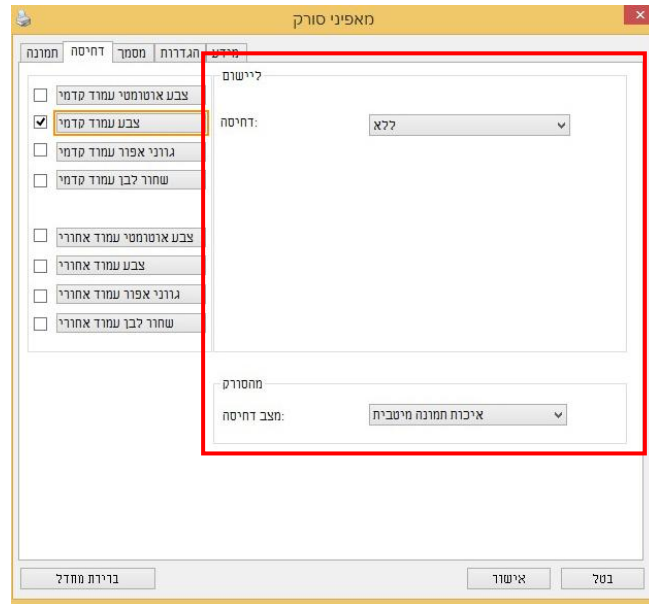 מאפיני סורק
תמונה דחיסה מסמך הגדרות מידע
צבע אוטומטי עמוד קדמי
צבע עמוד קדמי
גווני אפור עמוד קדמי
שחור לבן עמוד קדמי
צבע אוטומטי עמוד אחורי
צבע עמוד אחורי
גווני אפור עמוד אחורי
שחור לבן עמוד אחורי
ליישום
דחיסה:
ללא
מהסורק
מצב דחיסה:
איכות תמונה מיטבית
ברירת מחדל
אישור
בטל